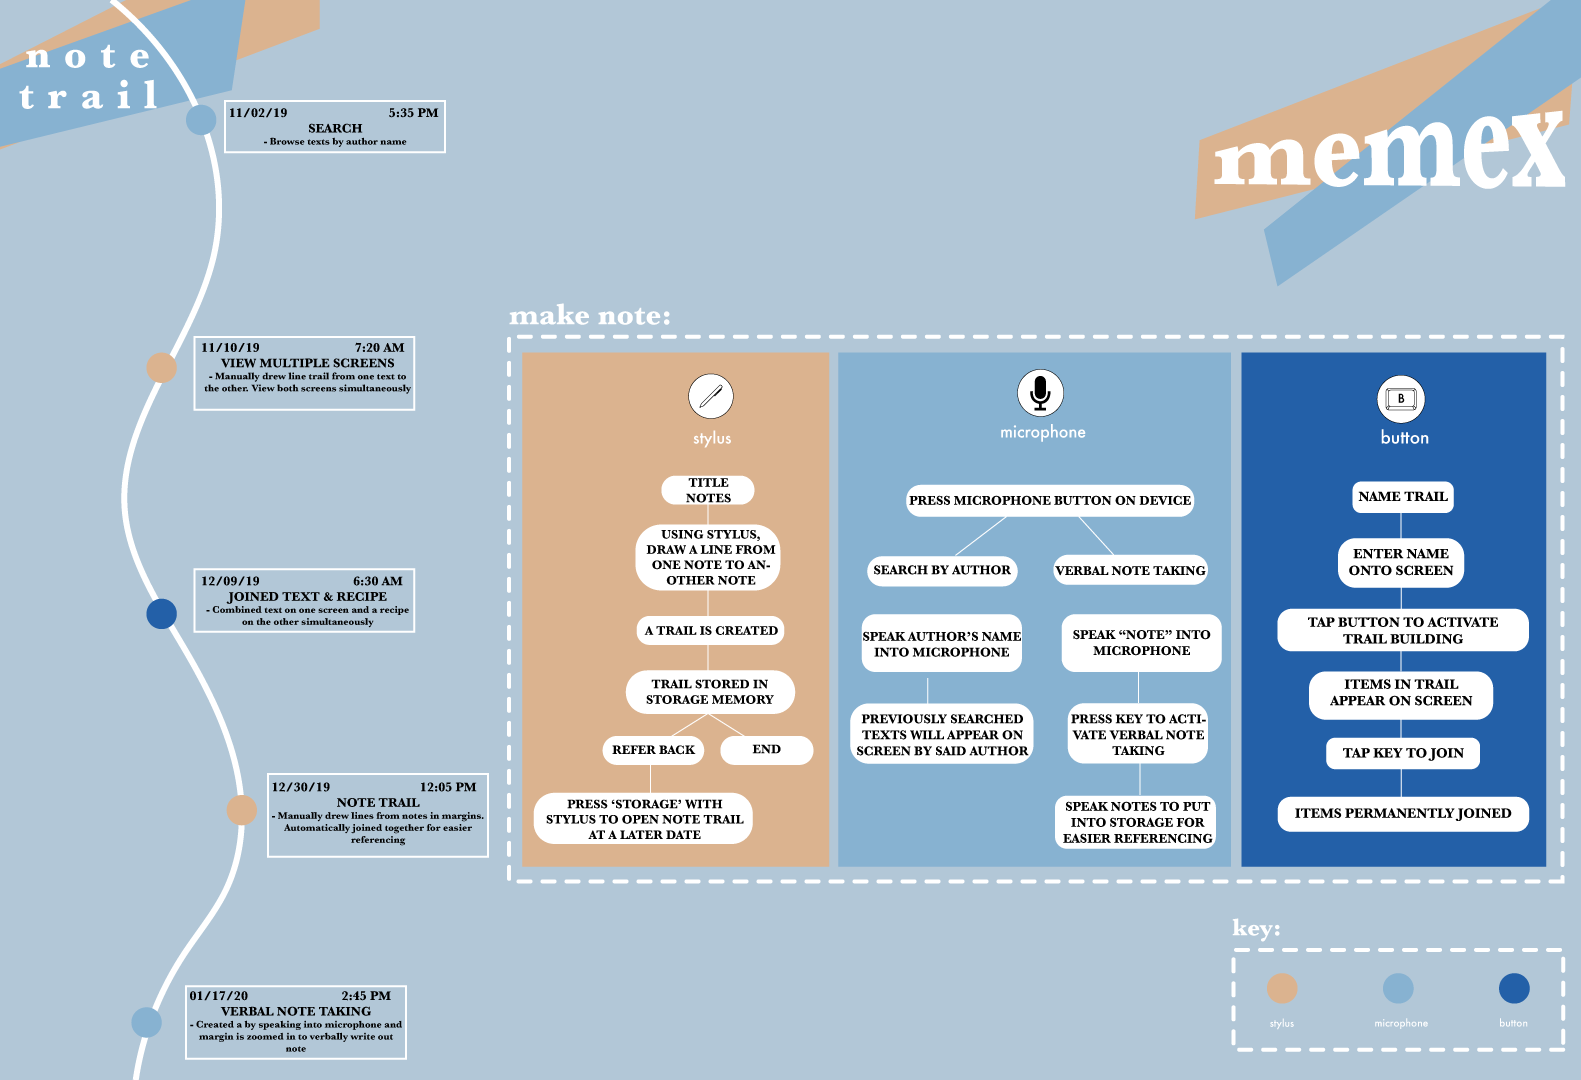 note
trail
11/02/19 5:35 PM
SEARCH
- Browse texts by author name
11/10/19 7:20 AM
VIEW MULTIPLE SCREENS
- Manually drew line trail from one text to
the other. View both screens simultaneously
12/09/19 6:30 AM
JOINED TEXT & RECIPE
- Combined text on one screen and a recipe
on the other simultaneously
12/30/19 12:05 PM
NOTE TRAIL
- Manually drew lines from notes in margins.
Automatically joined together for easier
referencing
01/17/20 2:45 PM
VERBAL NOTE TAKING
- Created a by speaking into microphone and
margin is zoomed in to verbally write out
note
memex
make note:
stylus
TITLE
NOTES
USING STYLUS,
DRAW A LINE FROM
ONE NOTE TO AN-
OTHER NOTE
A TRAIL IS CREATED
TRAIL STORED IN
STORAGE MEMORY
REFER BACK
END
PRESS ‘STORAGE’ WITH
STYLUS TO OPEN NOTE TRAIL
AT A LATER DATE
microphone
PRESS MICROPHONE BUTTON ON DEVICE
SEARCH BY AUTHOR
SPEAK AUTHOR’S NAME
INTO MICROPHONE
PREVIOUSLY SEARCHED
TEXTS WILL APPEAR ON
SCREEN BY SAID AUTHOR
VERBAL NOTE TAKING
SPEAK “NOTE” INTO
MICROPHONE
PRESS KEY TO ACTI-
VATE VERBAL NOTE
TAKING
SPEAK NOTES TO PUT
INTO STORAGE FOR
EASIER REFERENCING
B
button
NAME TRAIL
ENTER NAME
ONTO SCREEN
TAP BUTTON TO ACTIVATE
TRAIL BUILDING
ITEMS IN TRAIL
APPEAR ON SCREEN
TAP KEY TO JOIN
ITEMS PERMANENTLY JOINED
key:
stylus
microphone
button